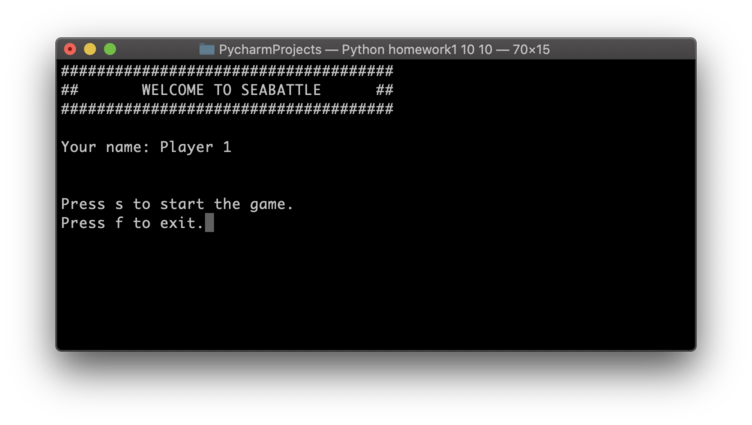 PycharmProjects — Python homework1 10 10 — 70×15
#####################################
##       WELCOME TO SEABATTLE      ##
#####################################
Your name: Player 1
Press s to start the game.
Press f to exit.